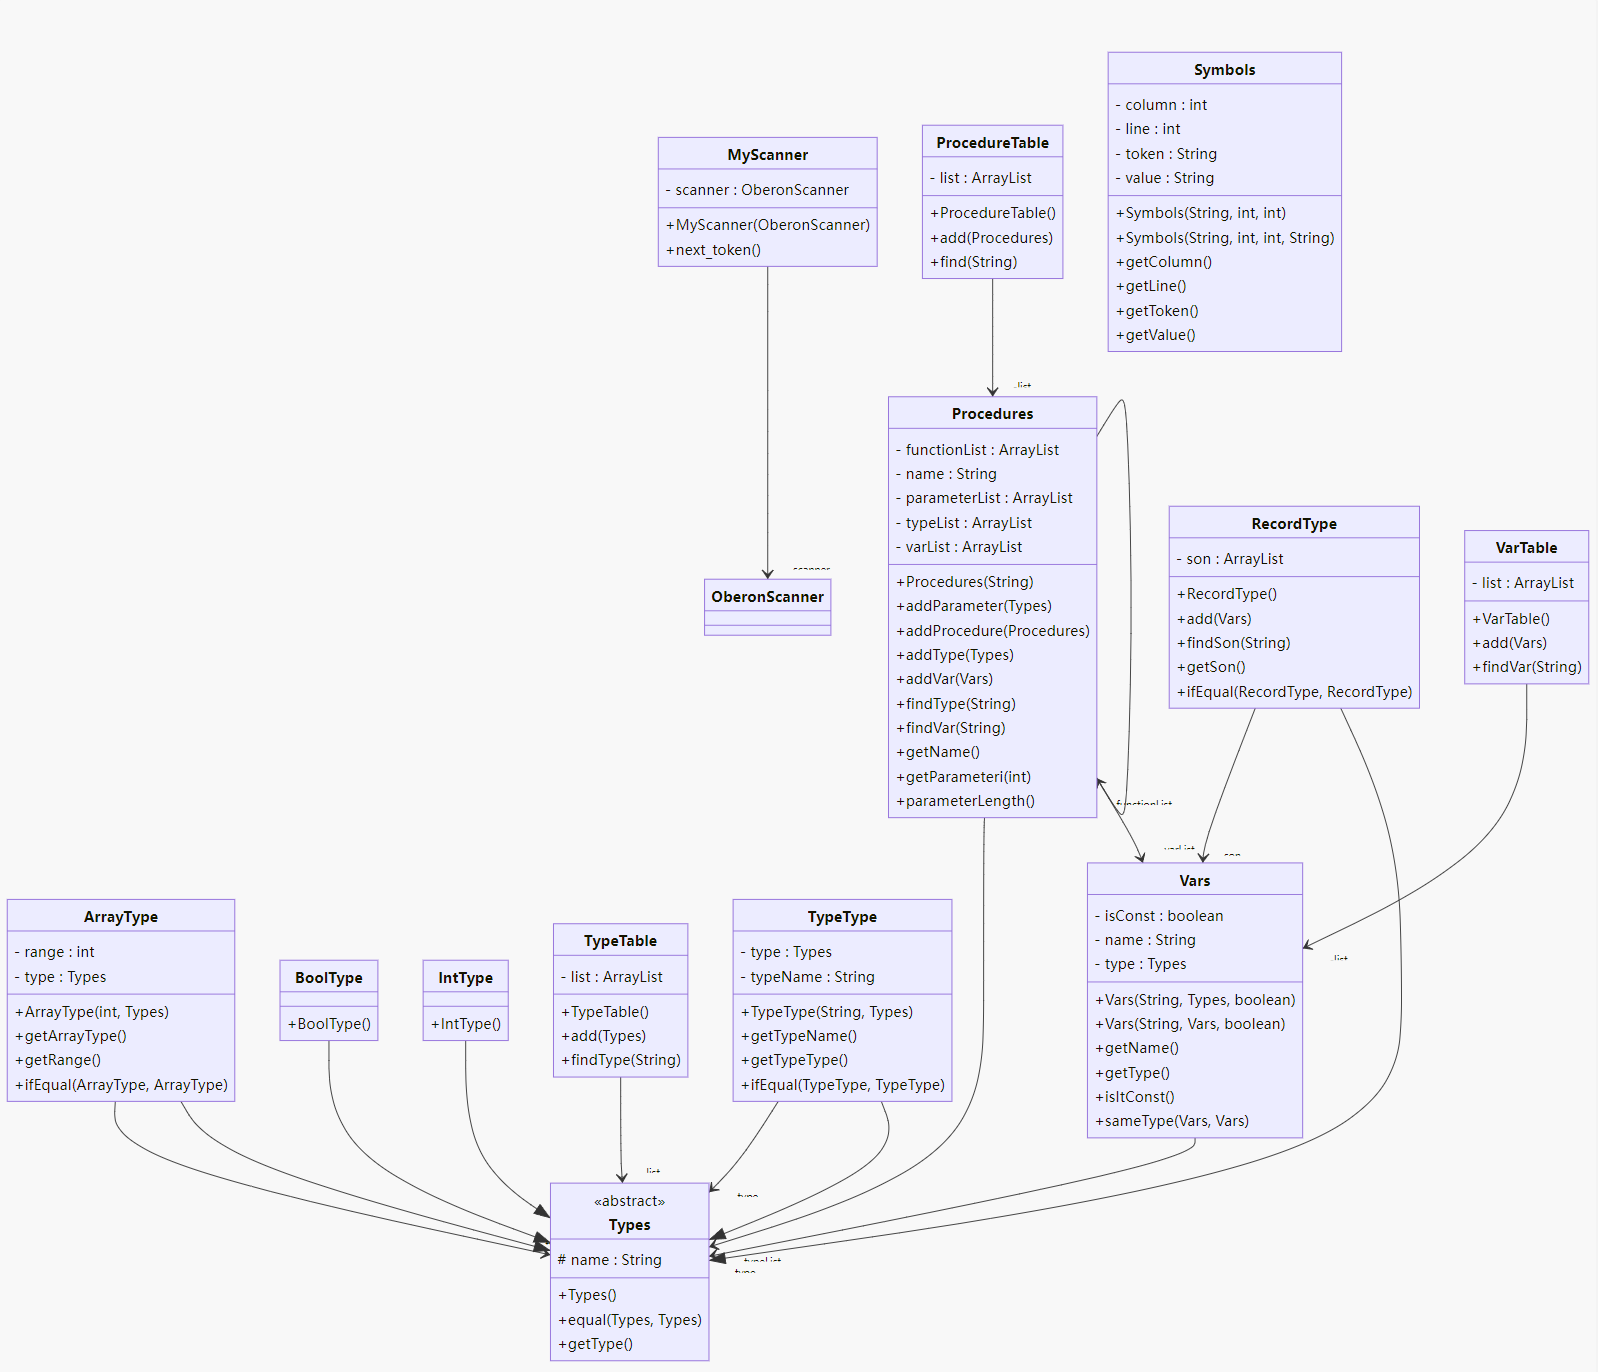 Symbols
- column : int
- line : int
- token : String
- value : String
+Symbols(String, int, int)
+Symbols(String, int, int, String)
+getColumn()
+getLine()
+getToken()
+getValue()
ProcedureTable
- list : ArrayList
+ProcedureTable()
+add(Procedures)
+find(String)
MyScanner
- scanner : OberonScanner
+MyScanner(OberonScanner)
+next_token()
-list
Procedures
- functionList : ArrayList
- name : String
- parameterList : ArrayList
- typeList : ArrayList
- varList : ArrayList
+Procedures(String)
+addParameter(Types)
+addProcedure(Procedures)
+addType(Types)
+addVar(Vars)
+findType(String)
+findVar(String)
+getName()
+getParameteri(int)
+parameterLength()
RecordType
- son : ArrayList
+RecordType()
+add(Vars)
+findSon(String)
+getSon()
+ifEqual(RecordType, RecordType)
VarTable
- list : ArrayList
+VarTable()
+add(Vars)
+findVar(String)
OberonScanner
-functionList
-varList
-son
Vars
- isConst : boolean
- name : String
- type : Types
+Vars(String, Types, boolean)
+Vars(String, Vars, boolean)
+getName()
+getType()
+isItConst()
+sameType(Vars, Vars)
-list
ArrayType
- range : int
- type : Types
+ArrayType(int, Types)
+getArrayType()
+getRange()
+ifEqual(ArrayType, ArrayType)
BoolType
+BoolType()
IntType
+IntType()
TypeTable
- list : ArrayList
+TypeTable()
+add(Types)
+findType(String)
TypeType
- type : Types
- typeName : String
+TypeType(String, Types)
+getTypeName()
+getTypeType()
+ifEqual(TypeType, TypeType)
-list
-type
«abstract»
Types
# name : String
+Types()
+equal(Types, Types)
+getType()
-typeList
-type